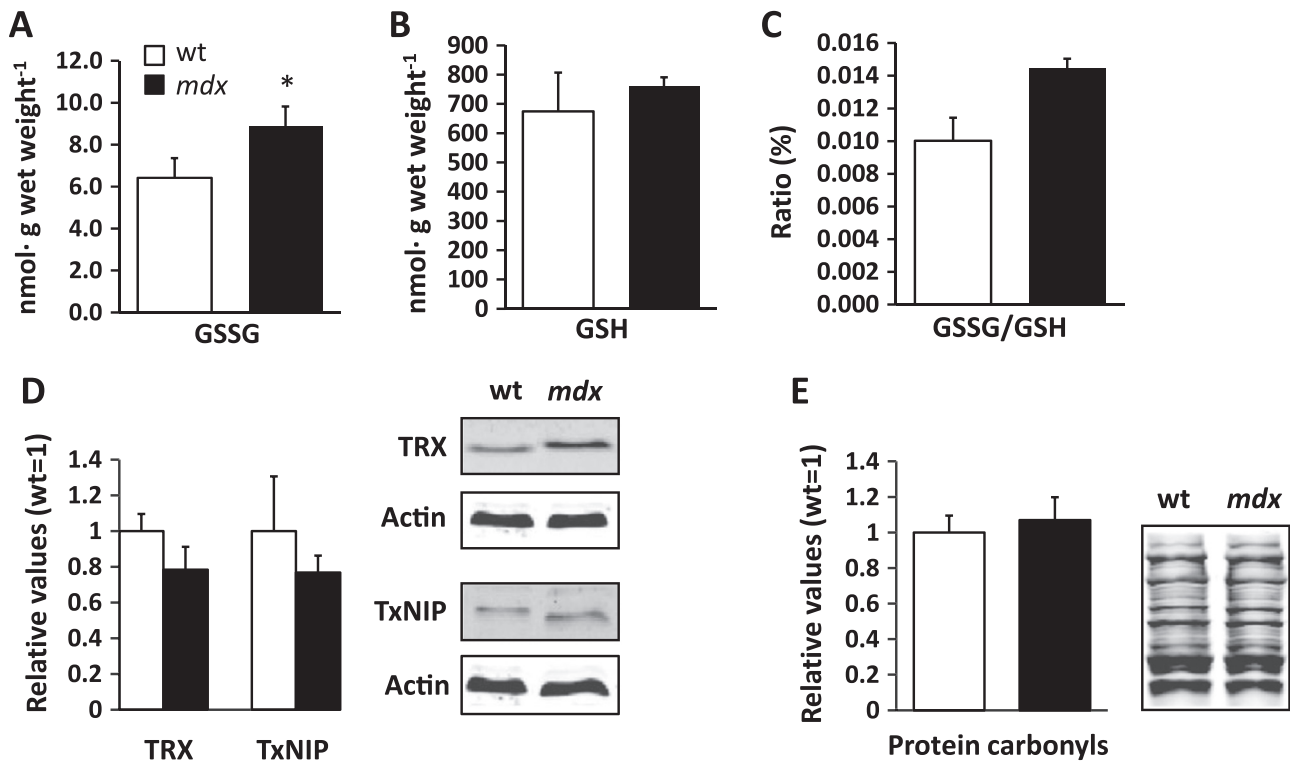 A
wt
mdx
12.0
10.0
8.0
6.0
4.0
2.0
0.0
nmol· g wet weight-1
*
GSSG
B
900
800
700
600
500
400
300
200
100
0
nmol· g wet weight-1
GSH
C
0.016
0.014
0.012
0.010
0.008
0.006
0.004
0.002
0.000
Ratio (%)
GSSG/GSH
D
Relative values (wt=1)
1.4
1.2
1
0.8
0.6
0.4
0.2
0
TRX TxNIP
wt mdx
TRX
Actin
TxNIP
Actin
E
Relative values (wt=1)
1.4
1.2
1
0.8
0.6
0.4
0.2
0
Protein carbonyls
wt mdx